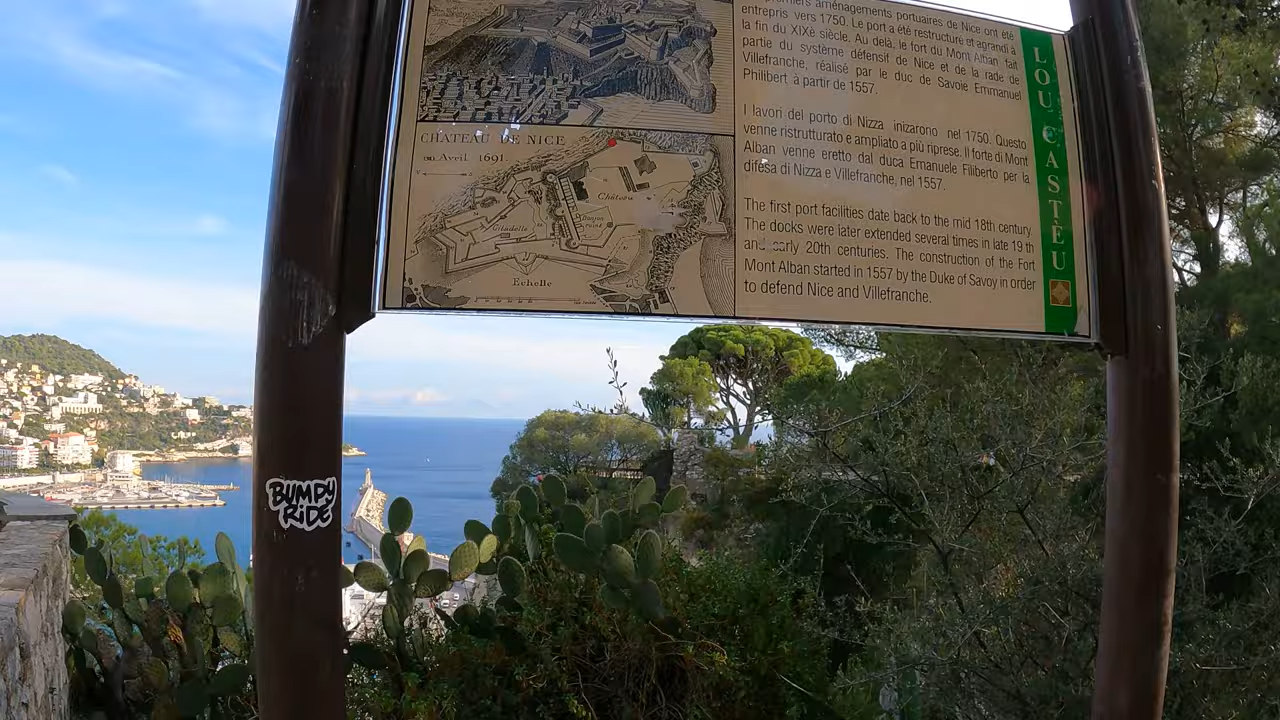 premiers aménagements portuaires de Nice ont été
entrepris vers 1750. Le port a été restructuré et agrandi à
la fin du XIXè siècle. Au delà, le fort du Mont Alban fait
partie du système défensif de Nice et de la rade de
Villefranche, réalisé par le duc de Savoie Emmanuel
Philibert à partir de 1557.
I lavori del porto di Nizza inizarono nel 1750. Questo
venne ristrutturato e ampliato a più riprese. Il forte di Mont
Alban venne eretto dal duca Emanuele Filiberto per la
difesa di Nizza e Villefranche, nel 1557.
The first port facilities date back to the mid 18th century.
The docks were later extended several times in late 19 th
and early 20th centuries. The construction of the Fort
Mont Alban started in 1557 by the Duke of Savoy in order
to defend Nice and Villefranche.
LOU CASTÈU
CHÂTEAU DE NICE
en Avril 1691.
Château
Citadelle
Donjon
Echelle
BUMPY
RiDE